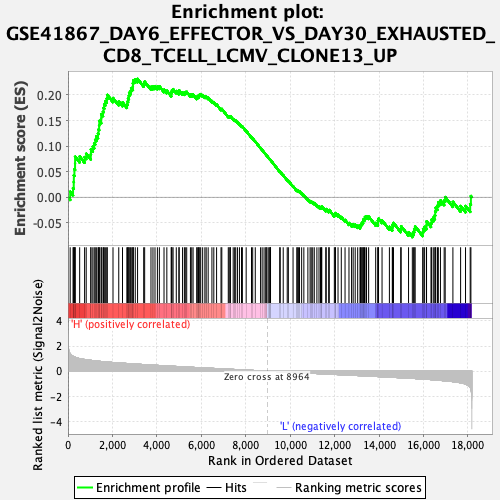 Enrichment plot:
GSE41867_DAY6_EFFECTOR_VS_DAY30_EXHAUSTED_
CD8_TCELL_LCMV_CLONE13_UP
Enrichment score (ES)
0.20
0.15
0.10
0.05
0.00
-0.05
Ranked list metric (Signal2Noise)
'H' (positively correlated)
4
2
0
-2
-4
Zero cross at 8964
'L' (negatively correlated)
0
2,000
4,000
6,000
8,000
10,000
12,000
14,000
16,000
18,000
Rank in Ordered Dataset
Enrichment profile
Hits
Ranking metric scores